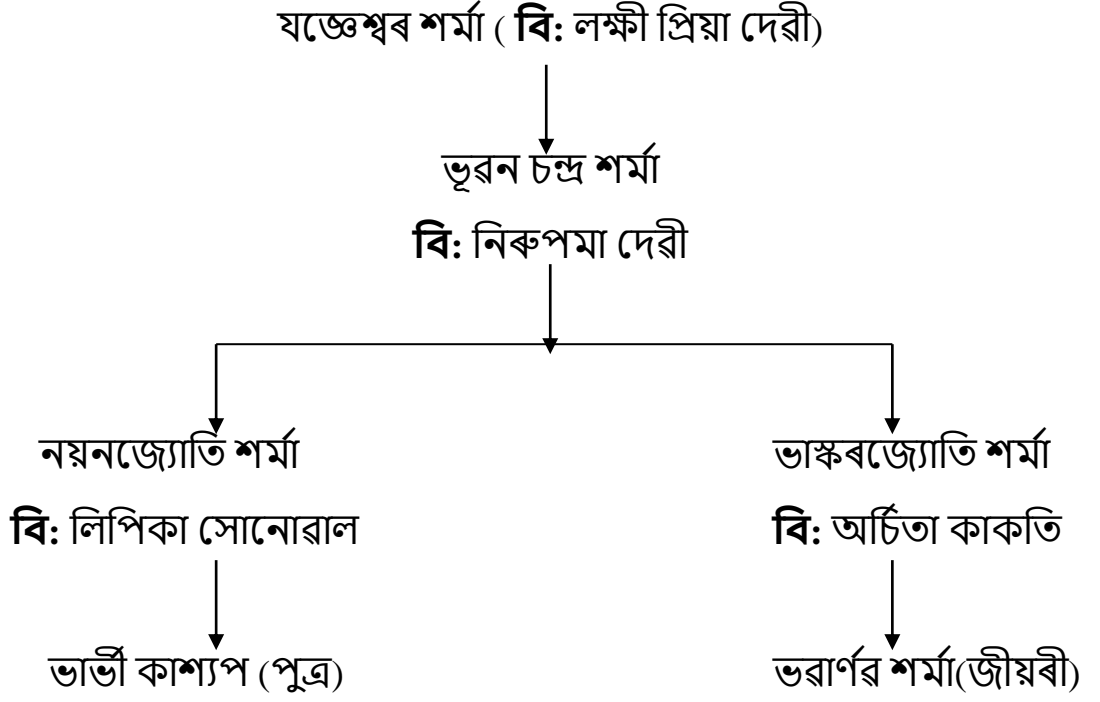 যজ্ঞেশ্বৰ শৰ্মা ( বি: লক্ষী প্ৰিয়া দেৱী)
ভূৱন চন্দ্ৰ শৰ্মা
বি: নিৰুপমা দেৱী
নয়নজ্যোতি শৰ্মা ভাস্কৰজ্যোতি শৰ্মা
বি: লিপিকা সোনোৱাল বি: অৰ্চিতা কাকতি
ভাৰ্ভী কাশ্যপ (পুত্ৰ) ভৱাৰ্ণৱ শৰ্মা(জীয়ৰী)